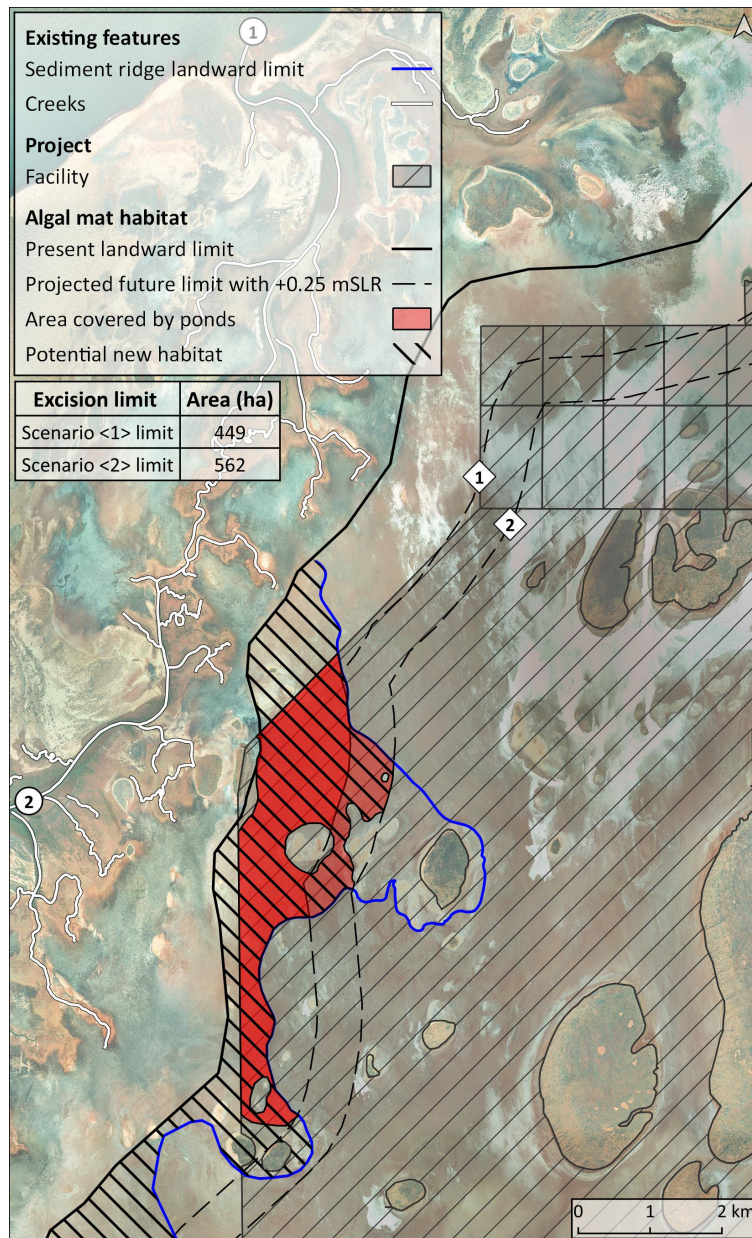 1
Existing features
Sediment ridge landward limit
Creeks
Project
Facility
Algal mat habitat
Present landward limit
Projected future limit with +0.25 mSLR
Area covered by ponds
Potential new habitat
Excision limit Area (ha)
Scenario <1> limit 449
Scenario <2> limit 562
1
2
2
0 1 2 km